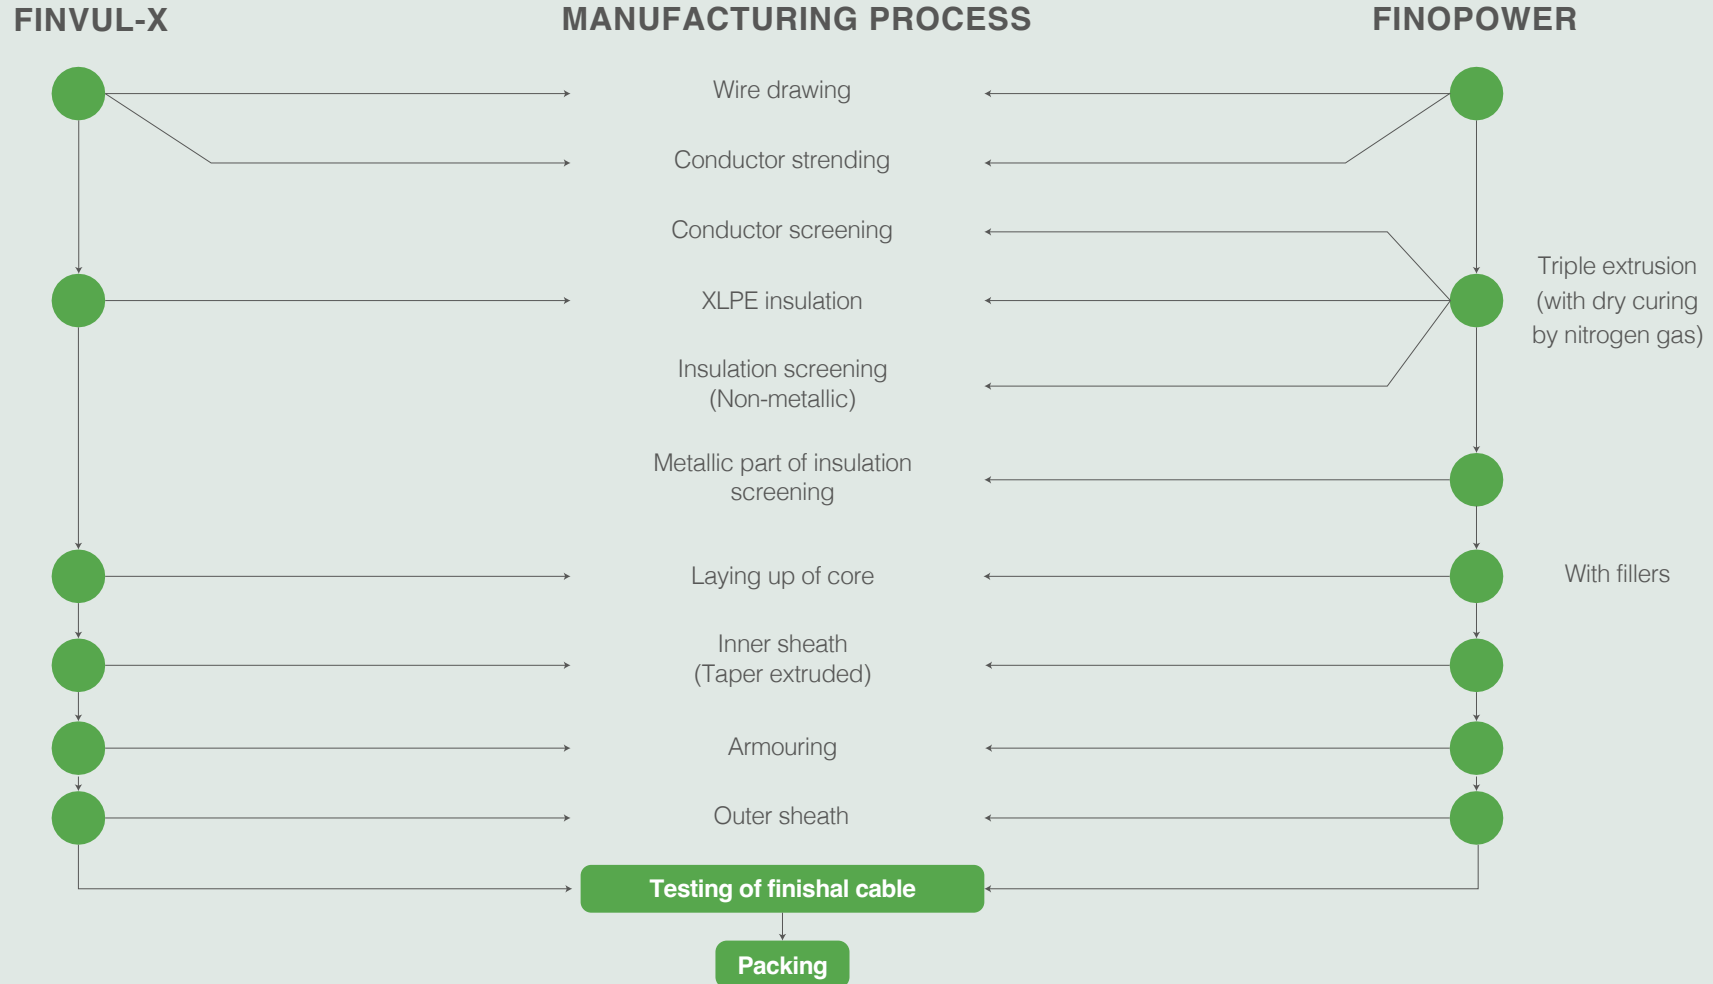 FINVUL-X
MANUFACTURING PROCESS
FINOPOWER
Wire drawing
Conductor strending
Conductor screening
XLPE insulation
Triple extrusion
(with dry curing
by nitrogen gas)
Insulation screening
(Non-metallic)
Metallic part of insulation
screening
Laying up of core
With fillers
Inner sheath
(Taper extruded)
Armouring
Outer sheath
Testing of finishal cable
Packing